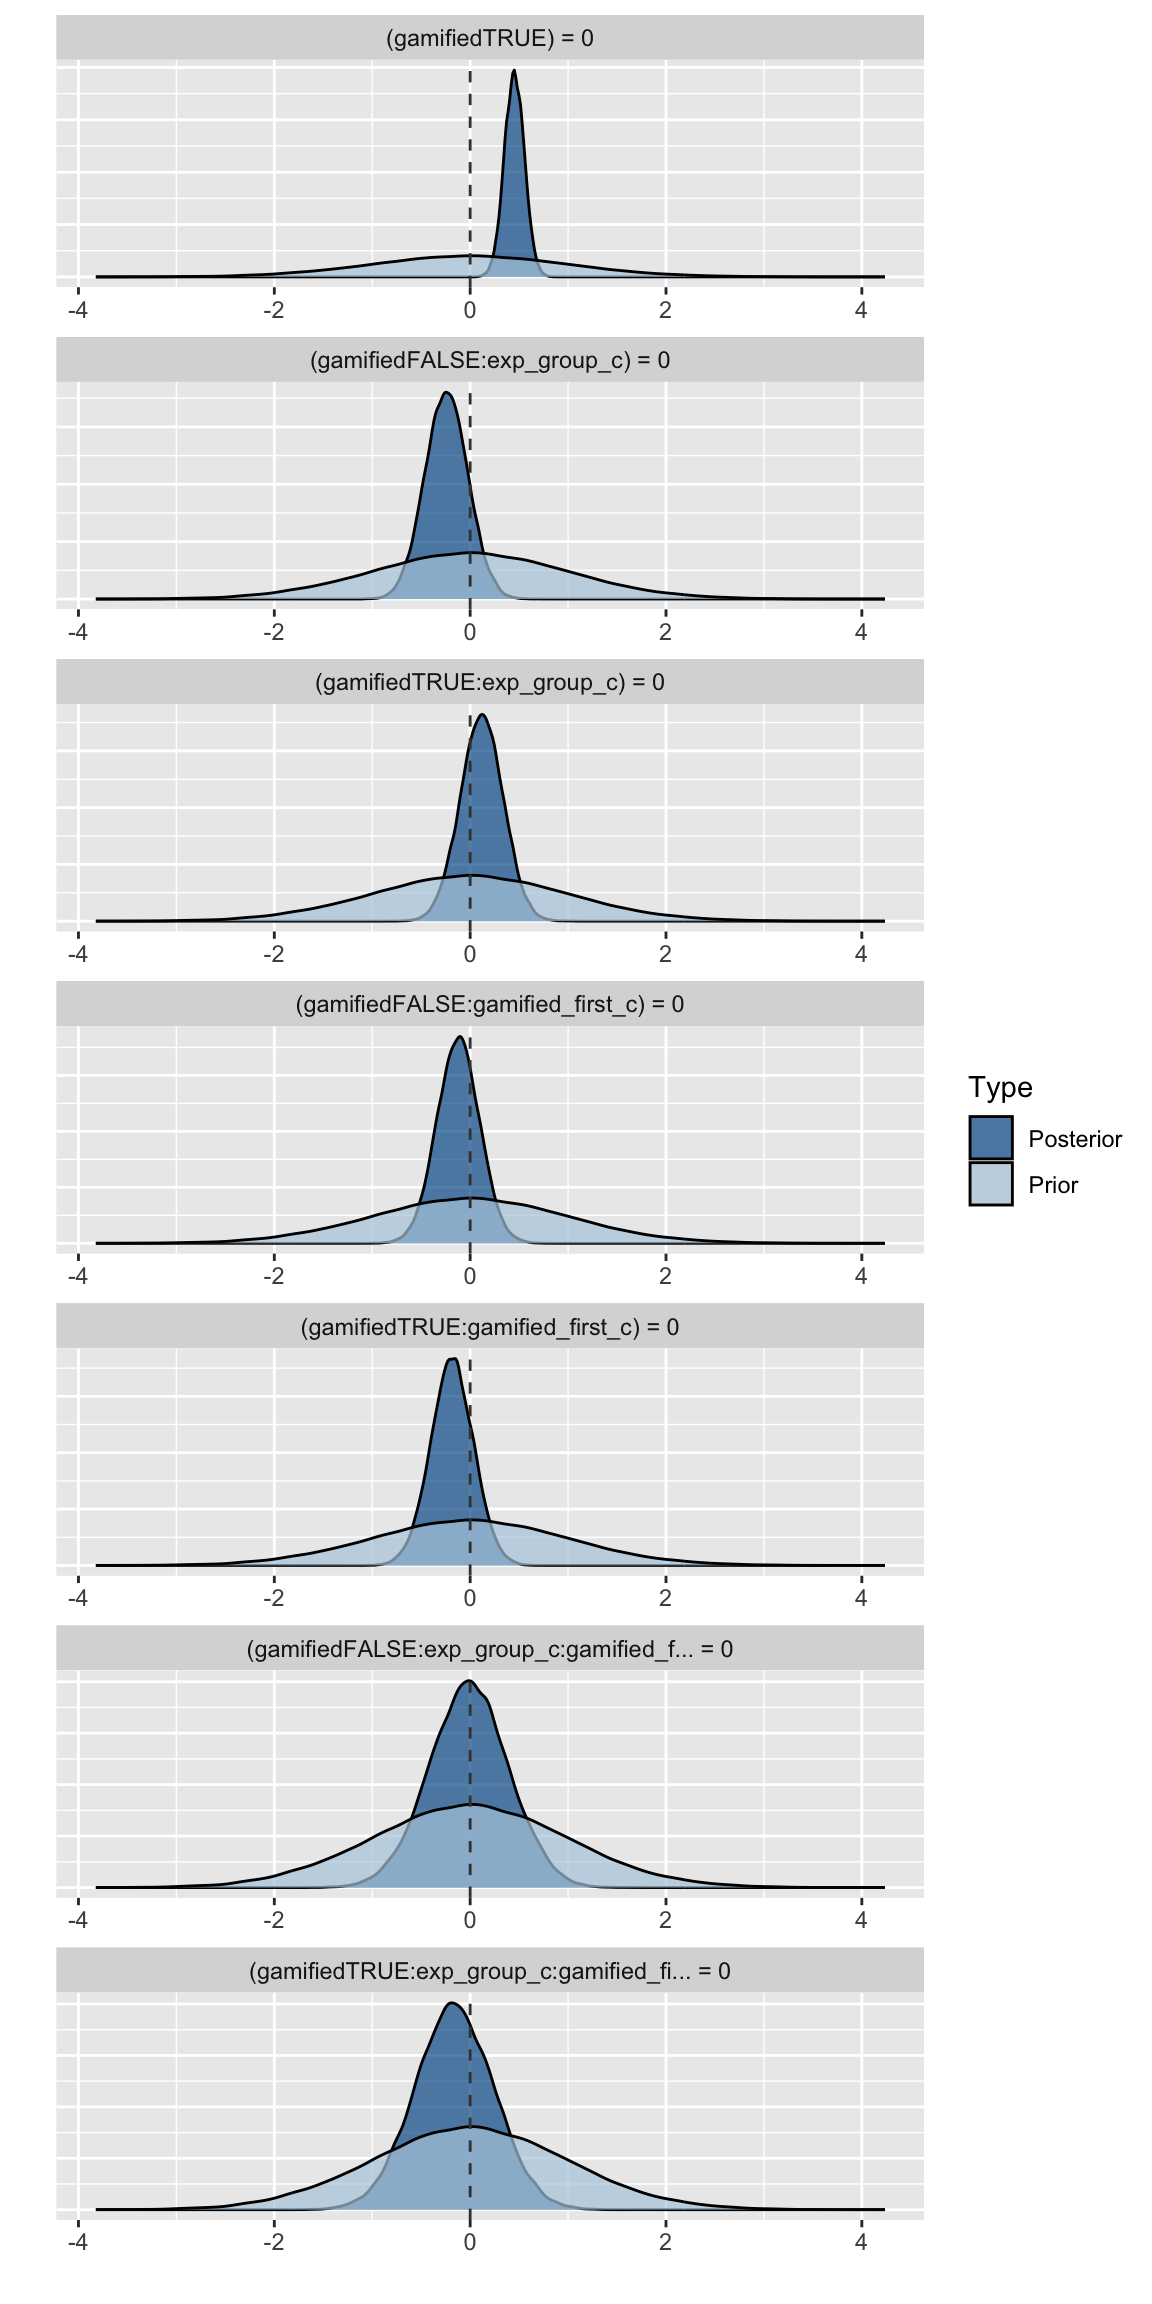 (gamifiedTRUE) = 0
-4 -2 0 2 4
(gamifiedFALSE:exp_group_c) = 0
-4 -2 0 2 4
(gamifiedTRUE:exp_group_c) = 0
-4 -2 0 2 4
(gamifiedFALSE:gamified_first_c) = 0
-4 -2 0 2 4
(gamifiedTRUE:gamified_first_c) = 0
-4 -2 0 2 4
(gamifiedFALSE:exp_group_c:gamified_f... = 0
-4 -2 0 2 4
(gamifiedTRUE:exp_group_c:gamified_fi... = 0
-4 -2 0 2 4
Type
Posterior
Prior